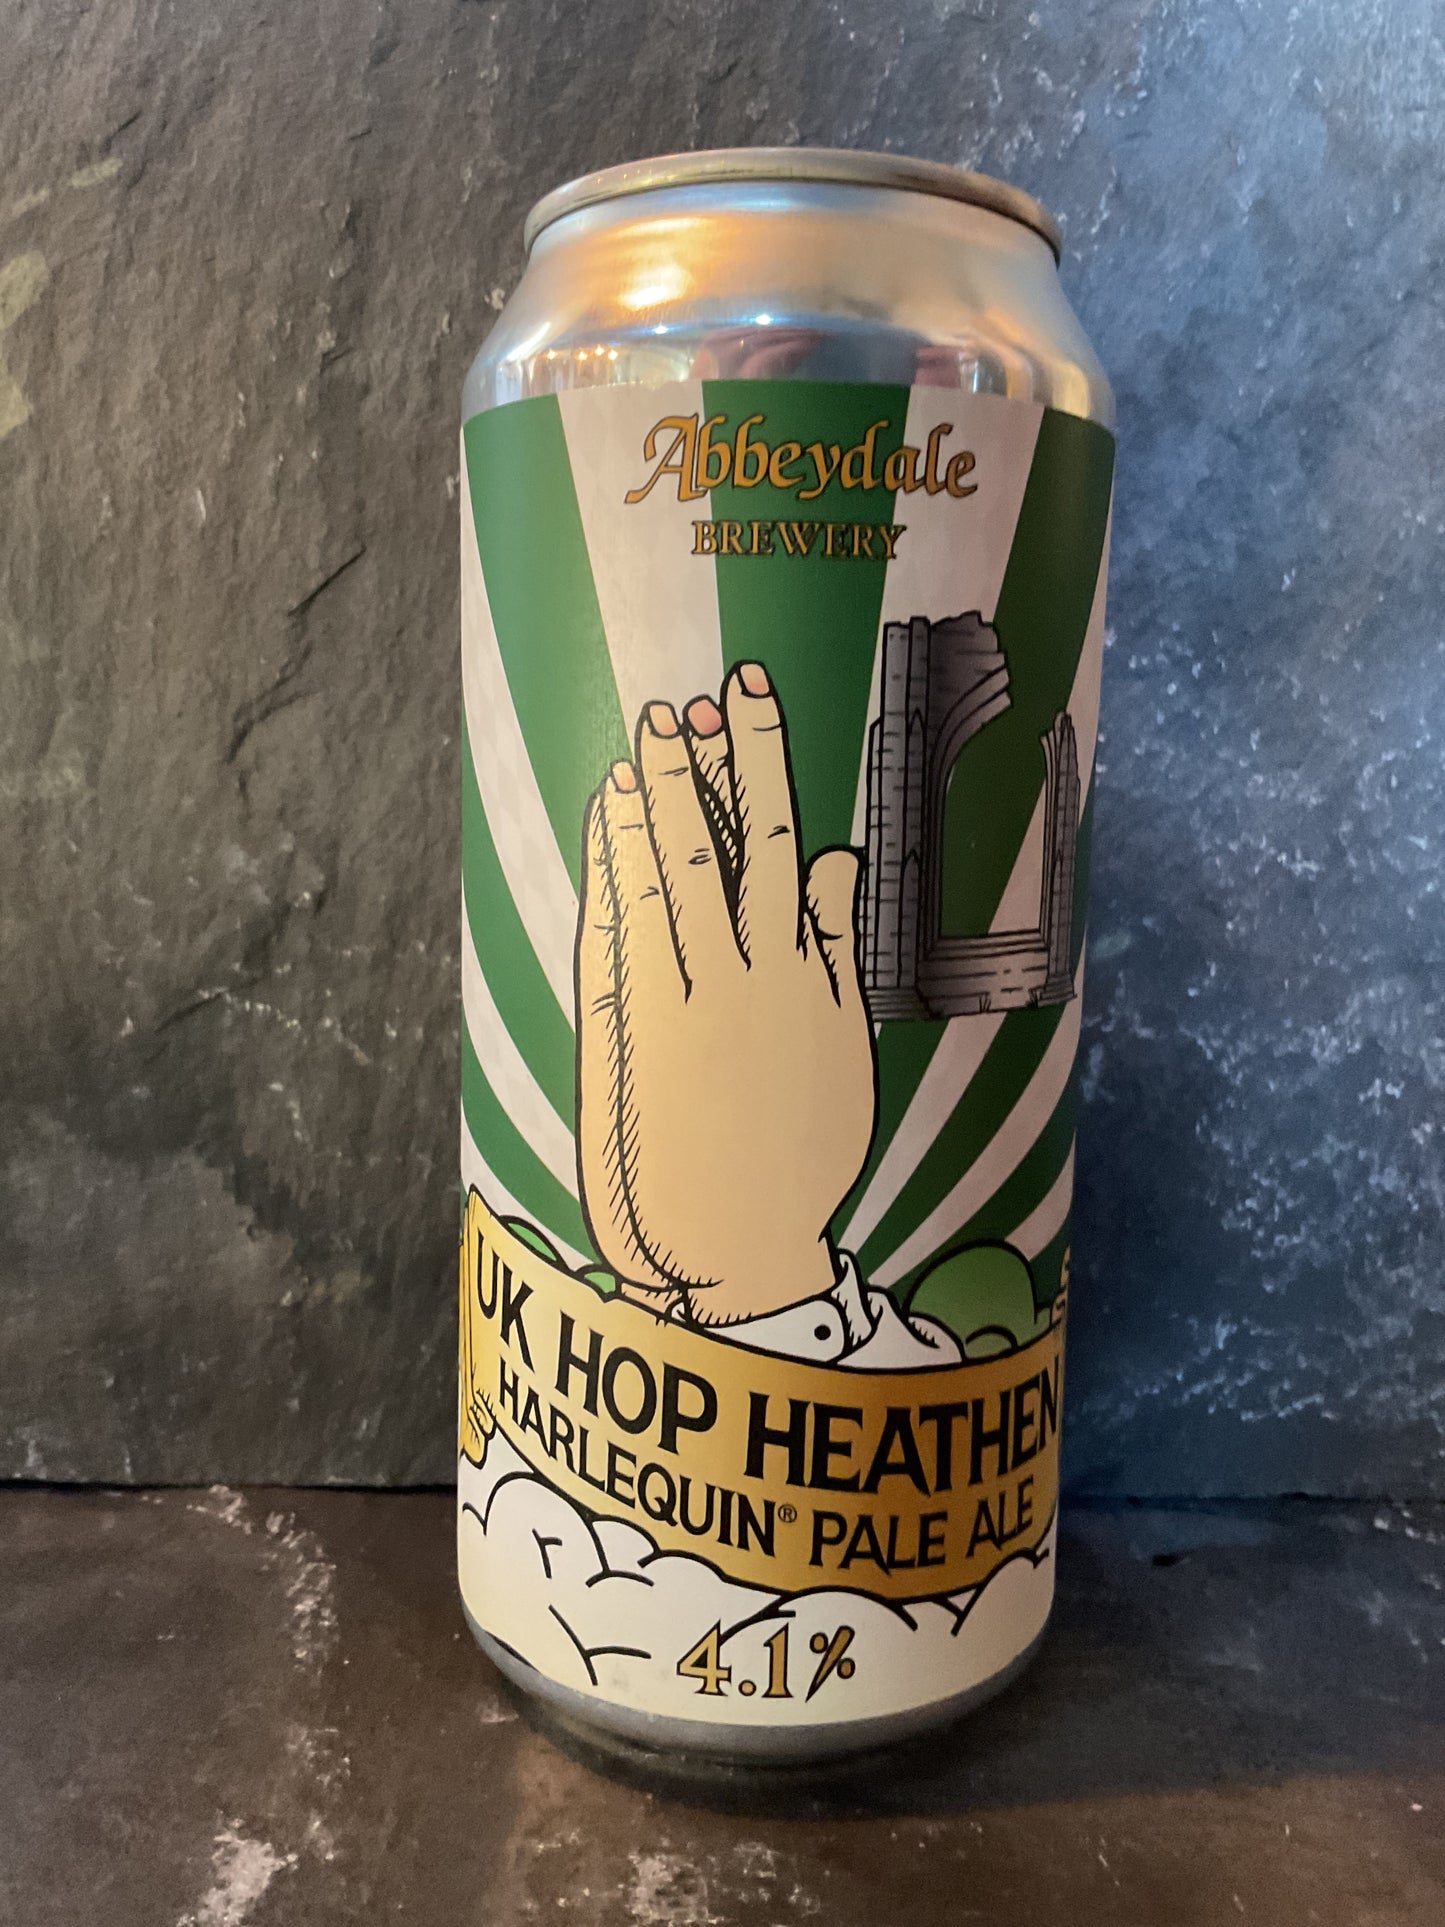 Abbeydale
BREWERY
UK HOP HEATHEN
HARLEQUIN® PALE ALE
4.1%